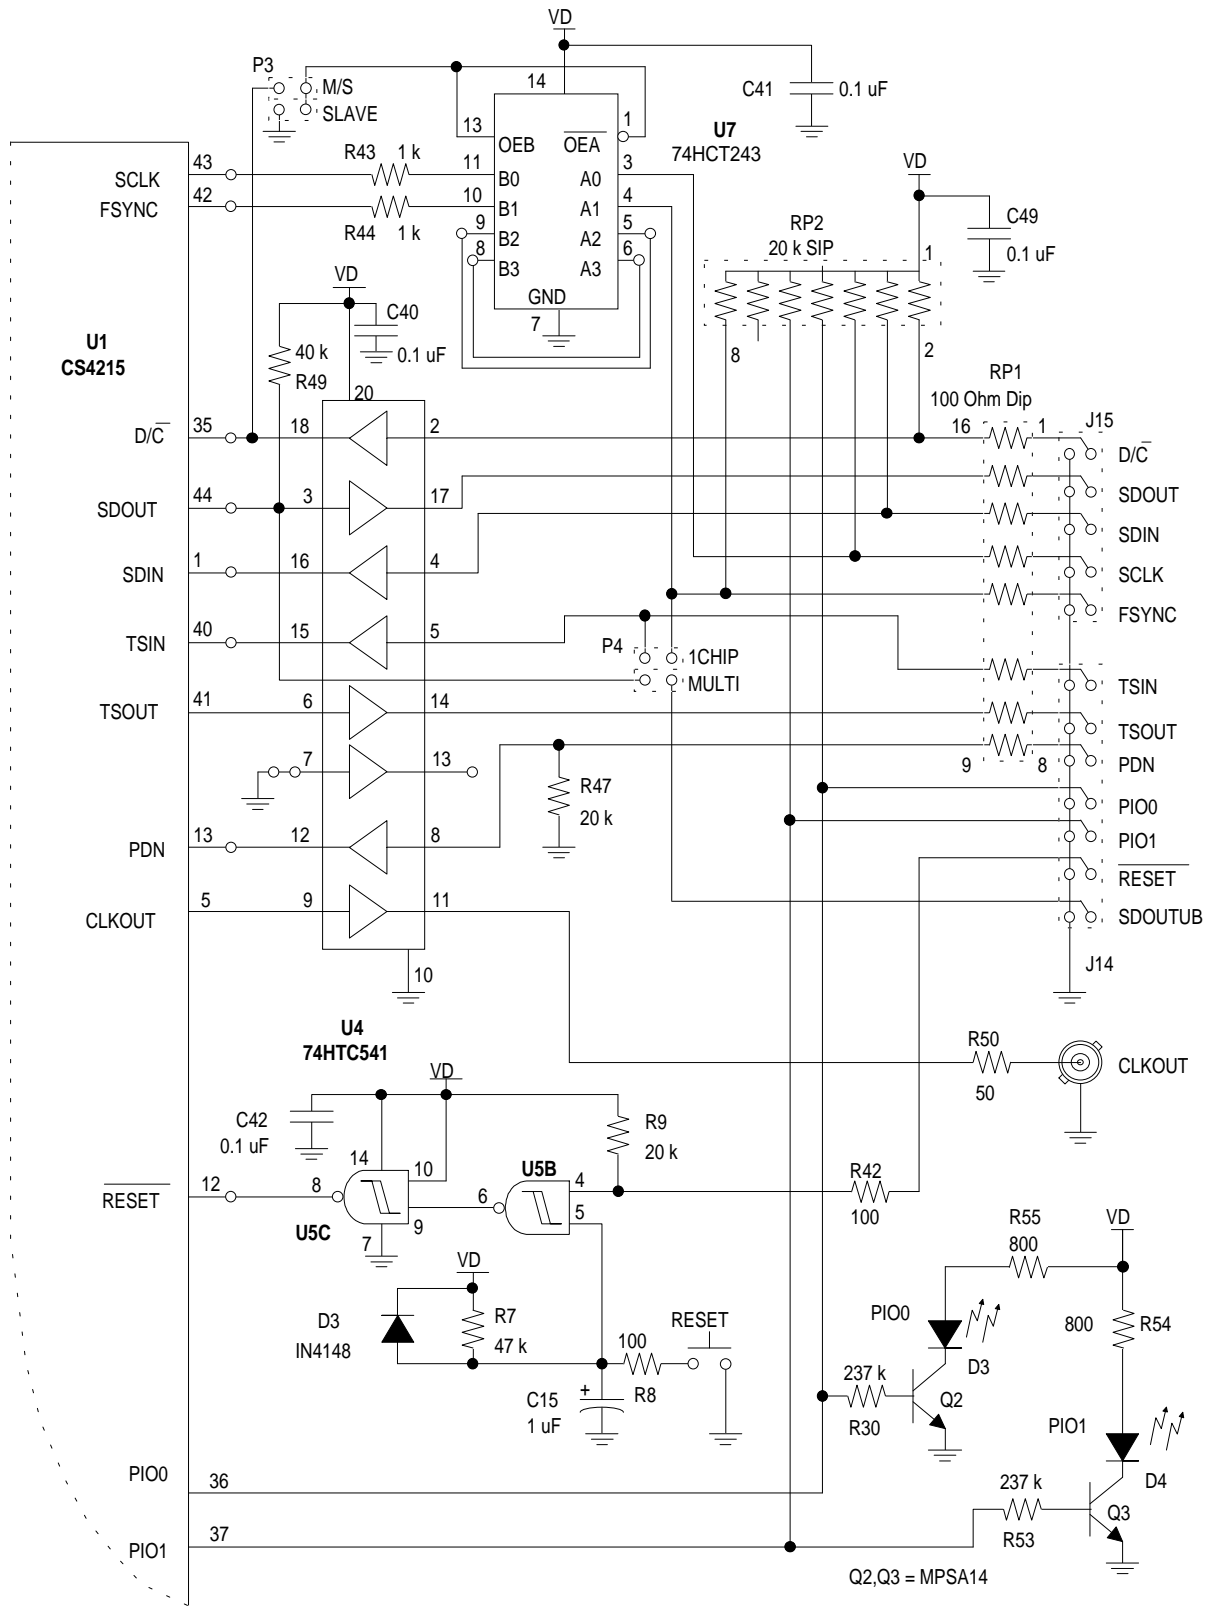 VD
P3
M/S
SLAVE
14
C41
0.1 uF
13
OEB
OEA
1
U7
74HCT243
43
SCLK
R43
1 k
11
B0
A0
3
42
FSYNC
R44
1 k
10
B1
A1
4
9
B2
A2
5
8
B3
A3
6
GND
7
VD
C49
0.1 uF
RP2
20 k SIP
1
8
2
VD
C40
0.1 uF
40 k
R49
U1
CS4215
20
RP1
100 Ohm Dip
D/C
35
18
2
16
1
J15
D/C
SDOUT
44
3
17
SDOUT
SDIN
1
16
4
SDIN
SCLK
FSYNC
TSIN
40
15
5
P4
1CHIP
MULTI
TSIN
TSOUT
41
6
14
TSOUT
7
13
9
8
PDN
R47
20 k
PIO0
PDN
13
12
8
PIO1
RESET
CLKOUT
5
9
11
SDOUTUB
10
J14
U4
74HTC541
R50
50
CLKOUT
VD
C42
0.1 uF
R9
20 k
14
10
U5B
RESET
12
8
6
4
5
R42
100
U5C
7
9
VD
D3
IN4148
R7
47 k
100
R8
RESET
C15
+
1 uF
R55
800
VD
PIO0
D3
800
R54
237 k
R30
Q2
PIO1
D4
PIO0
36
237 k
R53
Q3
PIO1
37
Q2,Q3 = MPSA14